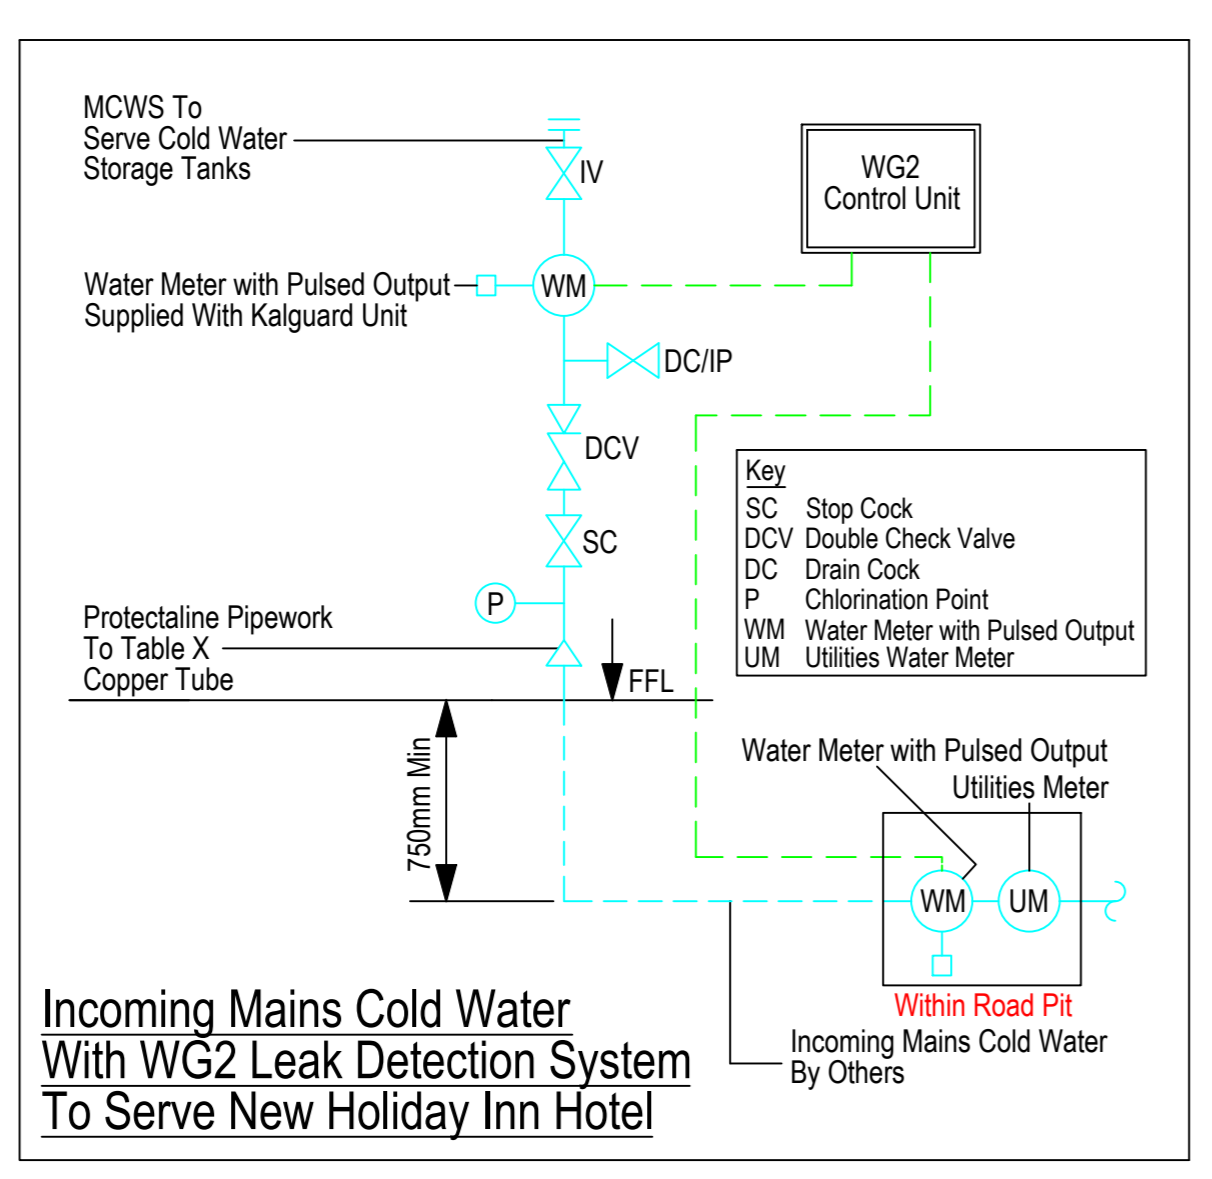 MCWS To
Serve Cold Water
Storage Tanks
IV
WG2
Control Unit
Water Meter with Pulsed Output
Supplied With Kalguard Unit
WM
DC/IP
DCV
SC
P
Protectaline Pipework
To Table X
Copper Tube
FFL
Key
SC Stop Cock
DCV Double Check Valve
DC Drain Cock
P Chlorination Point
WM Water Meter with Pulsed Output
UM Utilities Water Meter
750mm Min
Water Meter with Pulsed Output
Utilities Meter
WM
UM
Within Road Pit
Incoming Mains Cold Water
By Others
Incoming Mains Cold Water
With WG2 Leak Detection System
To Serve New Holiday Inn Hotel